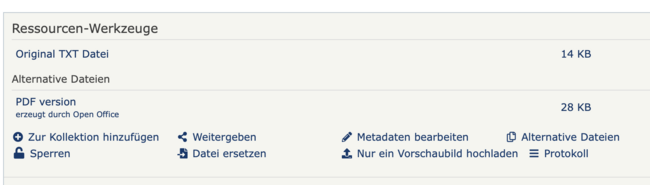 Ressourcen-Werkzeuge
Original TXT Datei 14 KB
Alternative Dateien
PDF version 28 KB
erzeugt durch Open Office
Zur Kollektion hinzufügen Weitergeben Metadaten bearbeiten Alternative Dateien
Sperren Datei ersetzen Nur ein Vorschaubild hochladen Protokoll